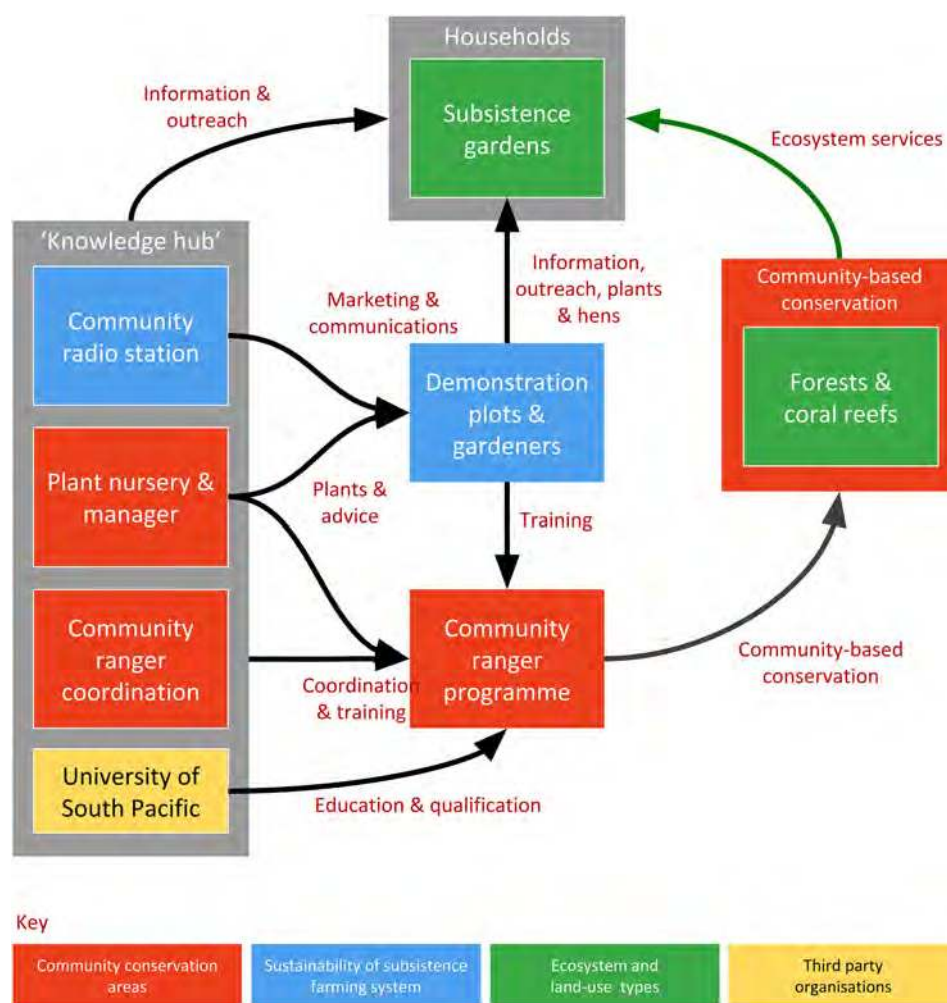 Households
Subsistence
gardens
Information &
outreach
Ecosystem services
'Knowledge hub'
Community
radio station
Marketing &
communications
Information,
outreach, plants
& hens
Community-based
conservation
Forests &
coral reefs
Demonstration
plots &
gardeners
Plant nursery &
manager
Plants &
advice
Training
Community
ranger
coordination
Coordination
& training
Community
ranger
programme
Community-based
conservation
University of
South Pacific
Education & qualification
Key
Community conservation
areas
Sustainability of subsistence
farming system
Ecosystem and
land-use types
Third party
organisations